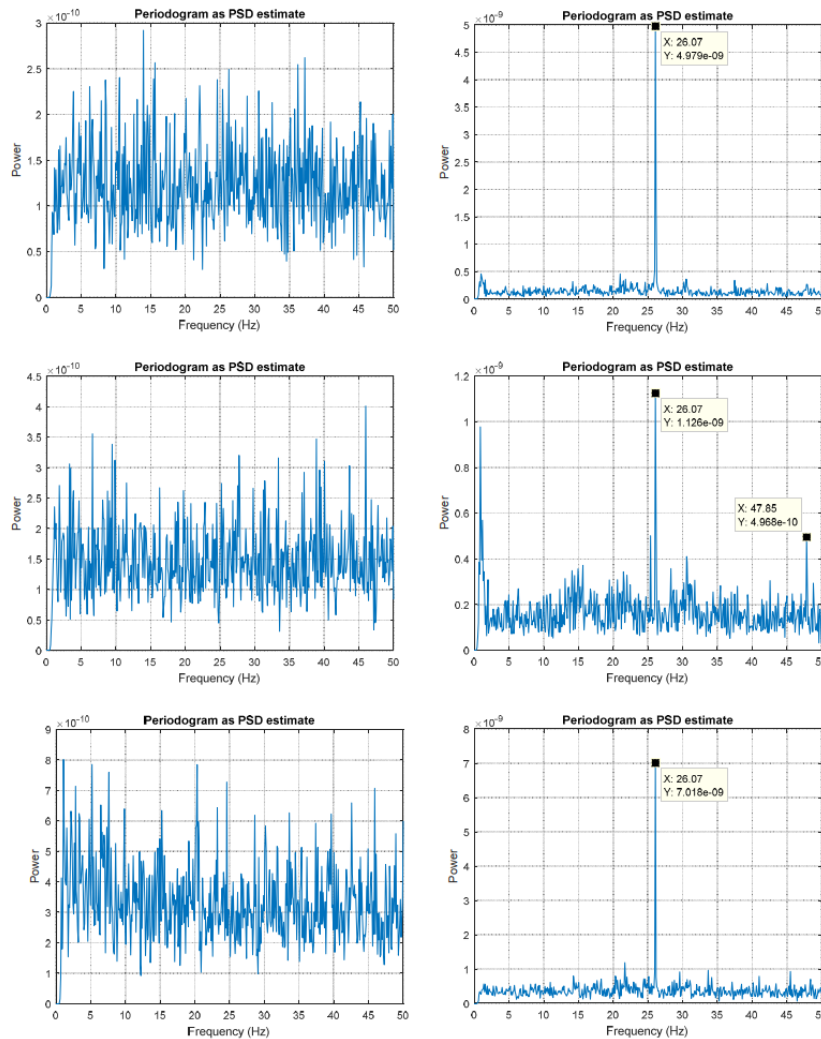 Periodogram as PSD estimate
×10⁻¹⁰
3
2.5
2
1.5
1
0.5
0
Power
0 5 10 15 20 25 30 35 40 45 50
Frequency (Hz)
Periodogram as PSD estimate
×10⁻⁹
5
4.5
4
3.5
3
2.5
2
1.5
1
0.5
0
Power
X: 26.07
Y: 4.979e-09
0 5 10 15 20 25 30 35 40 45 50
Frequency (Hz)
Periodogram as PSD estimate
×10⁻¹⁰
4.5
4
3.5
3
2.5
2
1.5
1
0.5
0
Power
0 5 10 15 20 25 30 35 40 45 50
Frequency (Hz)
Periodogram as PSD estimate
×10⁻⁹
1.2
1
0.8
0.6
0.4
0.2
0
Power
X: 26.07
Y: 1.126e-09
X: 47.85
Y: 4.968e-10
0 5 10 15 20 25 30 35 40 45 50
Frequency (Hz)
Periodogram as PSD estimate
×10⁻¹⁰
9
8
7
6
5
4
3
2
1
0
Power
0 5 10 15 20 25 30 35 40 45 50
Frequency (Hz)
Periodogram as PSD estimate
×10⁻⁹
8
7
6
5
4
3
2
1
0
Power
X: 26.07
Y: 7.018e-09
0 5 10 15 20 25 30 35 40 45 50
Frequency (Hz)